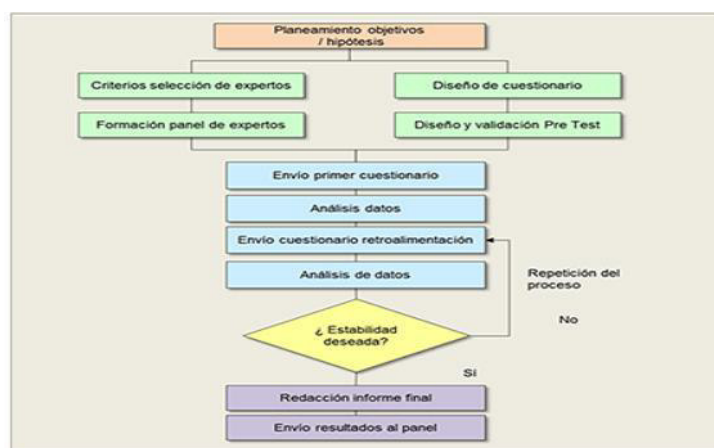 Planeamiento objetivos
/ hipótesis
Criterios selección de expertos
Diseño de cuestionario
Formación panel de expertos
Diseño y validación Pre Test
Envío primer cuestionario
Análisis datos
Envío cuestionario retroalimentación
Análisis de datos
Repetición del
proceso
¿ Estabilidad
deseada?
No
Sí
Redacción informe final
Envío resultados al panel